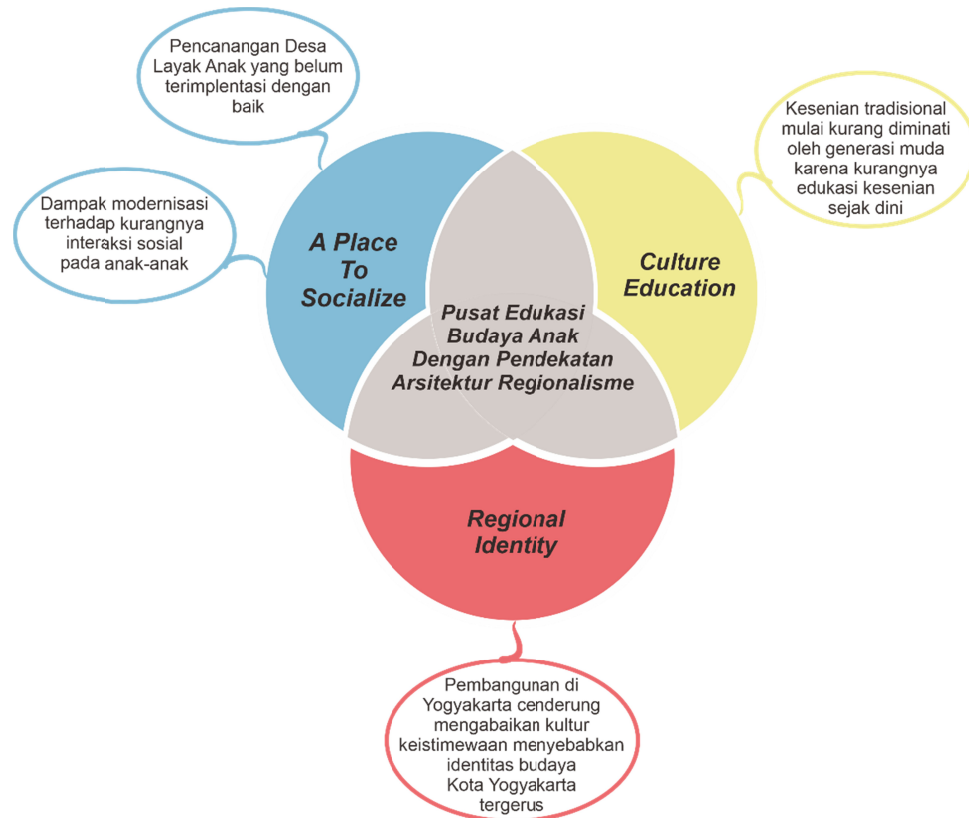 Pencanangan Desa
Layak Anak yang belum
terimplentasi dengan
baik
Kesenian tradisional
mulai kurang diminati
oleh generasi muda
karena kurangnya
edukasi kesenian
sejak dini
Dampak modernisasi
terhadap kurangnya
interaksi sosial
pada anak-anak
A Place
To
Socialize
Culture
Education
Pusat Edukasi
Budaya Anak
Dengan Pendekatan
Arsitektur Regionalisme
Regional
Identity
Pembangunan di
Yogyakarta cenderung
mengabaikan kultur
keistimewaan menyebabkan
identitas budaya
Kota Yogyakarta
tergerus